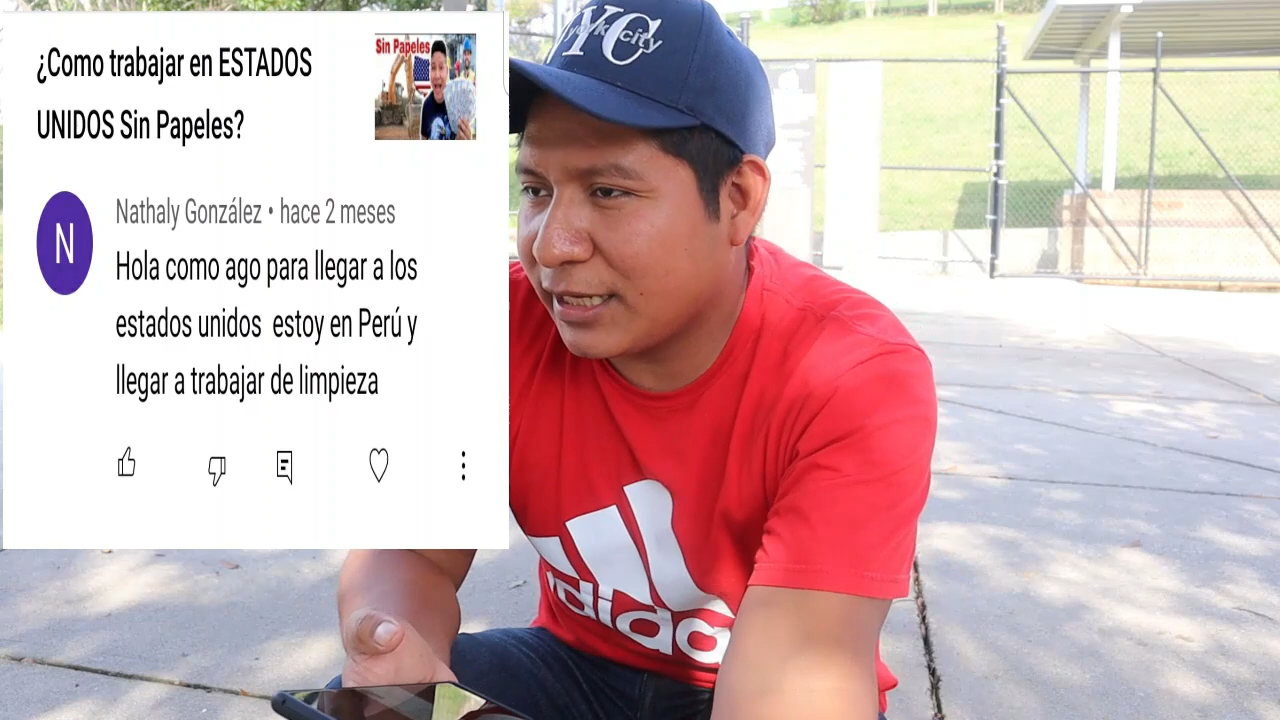 ¿Como trabajar en ESTADOS
UNIDOS Sin Papeles?
Sin Papeles
N
Nathaly González • hace 2 meses
Hola como ago para llegar a los
estados unidos estoy en Perú y
llegar a trabajar de limpieza
NYC
york city
adidas